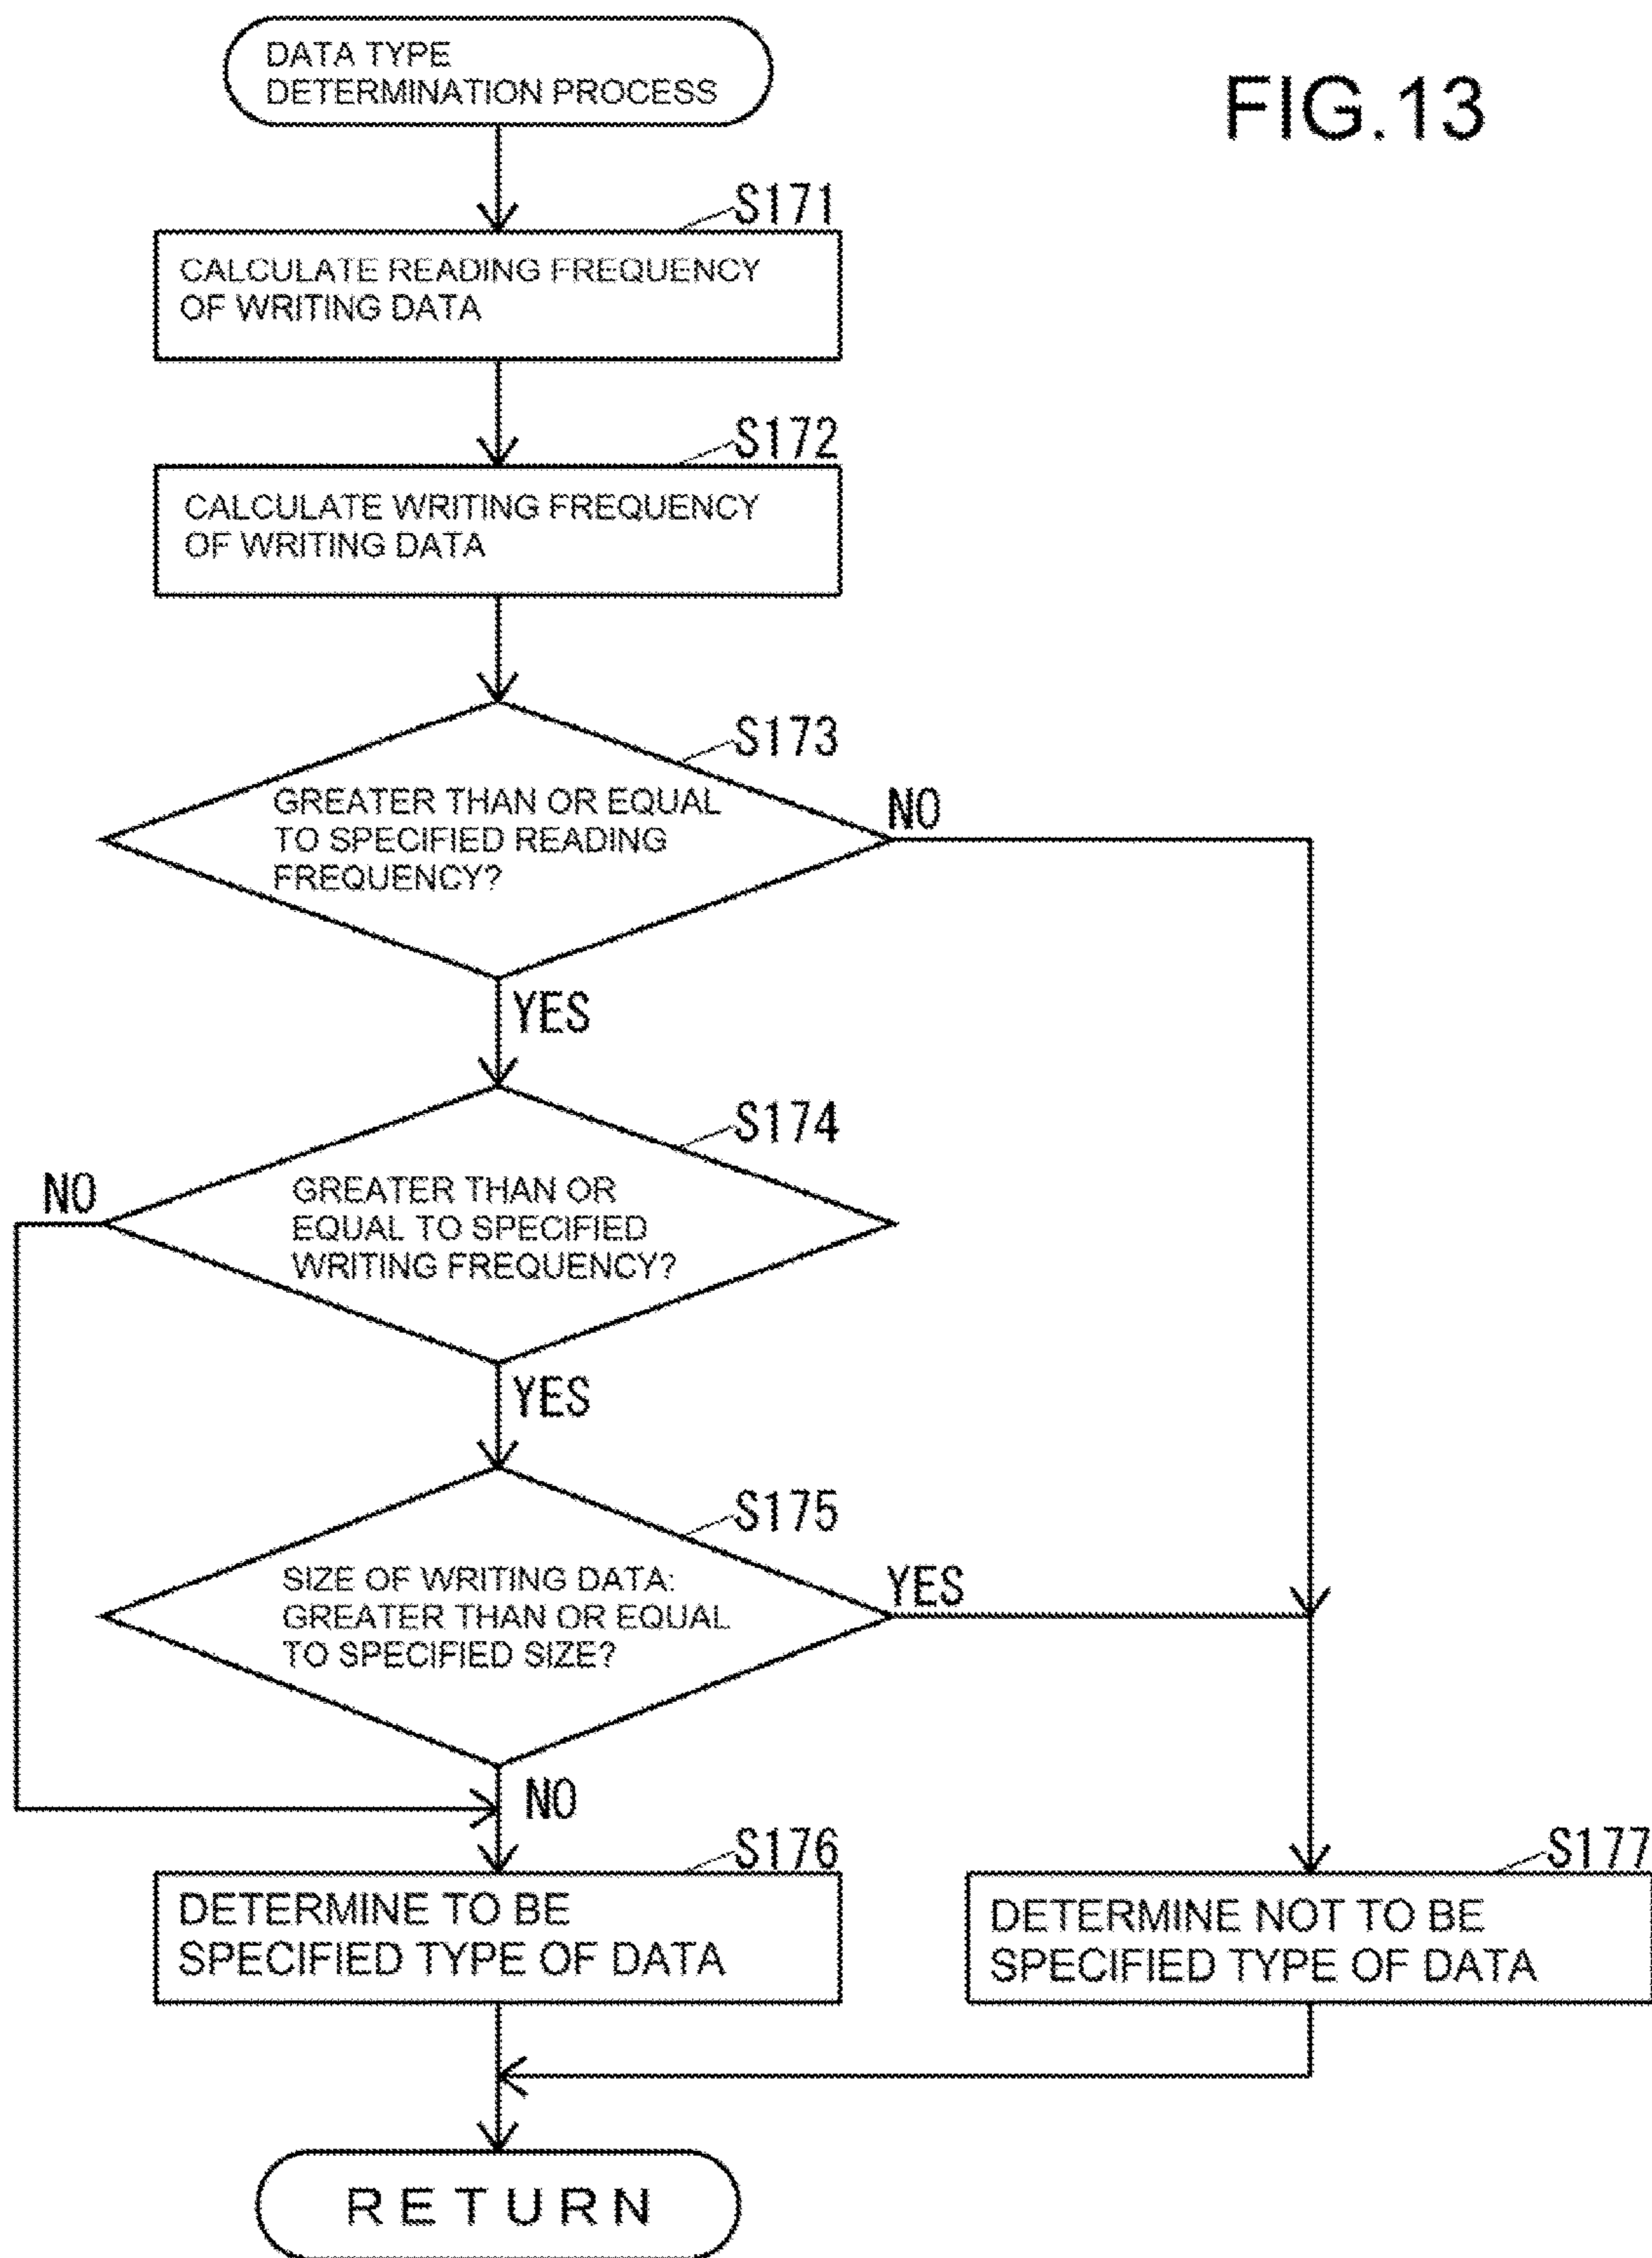 DATA TYPE
DETERMINATION PROCESS
FIG.13
S171
CALCULATE READING FREQUENCY
OF WRITING DATA
S172
CALCULATE WRITING FREQUENCY
OF WRITING DATA
S173
GREATER THAN OR EQUAL
TO SPECIFIED READING
FREQUENCY?
NO
YES
S174
GREATER THAN OR
EQUAL TO SPECIFIED
WRITING FREQUENCY?
NO
YES
S175
SIZE OF WRITING DATA:
GREATER THAN OR EQUAL
TO SPECIFIED SIZE?
YES
NO
S176
DETERMINE TO BE
SPECIFIED TYPE OF DATA
S177
DETERMINE NOT TO BE
SPECIFIED TYPE OF DATA
RETURN